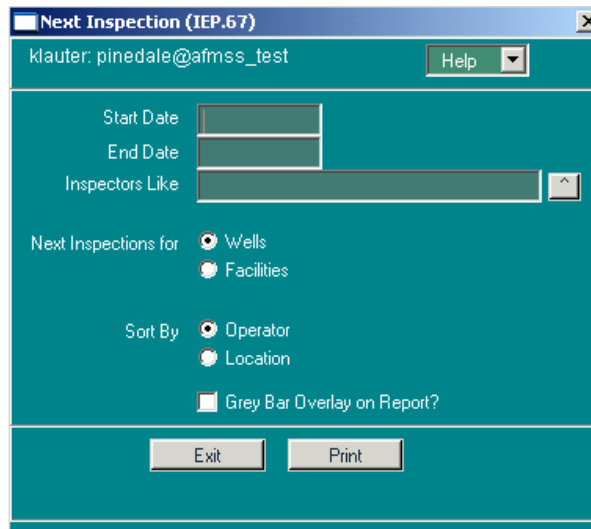 Next Inspection (IEP.67)
klauter: pinedale@afmss_test
Help
Start Date
End Date
Inspectors Like
^
Next Inspections for
Wells
Facilities
Sort By
Operator
Location
Grey Bar Overlay on Report?
Exit
Print